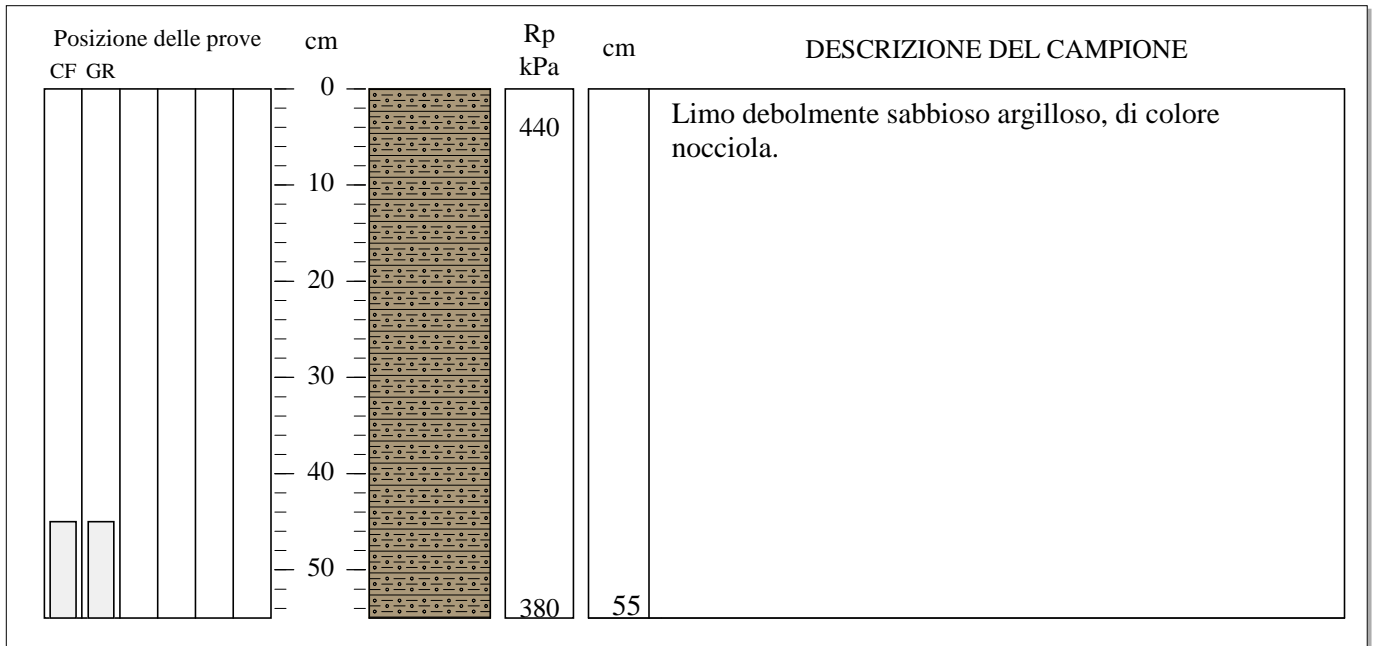 Posizione delle prove
CF GR
cm
Rp
kPa
cm
DESCRIZIONE DEL CAMPIONE
0
10
20
30
40
50
440
380
55
Limo debolmente sabbioso argilloso, di colore
nocciola.